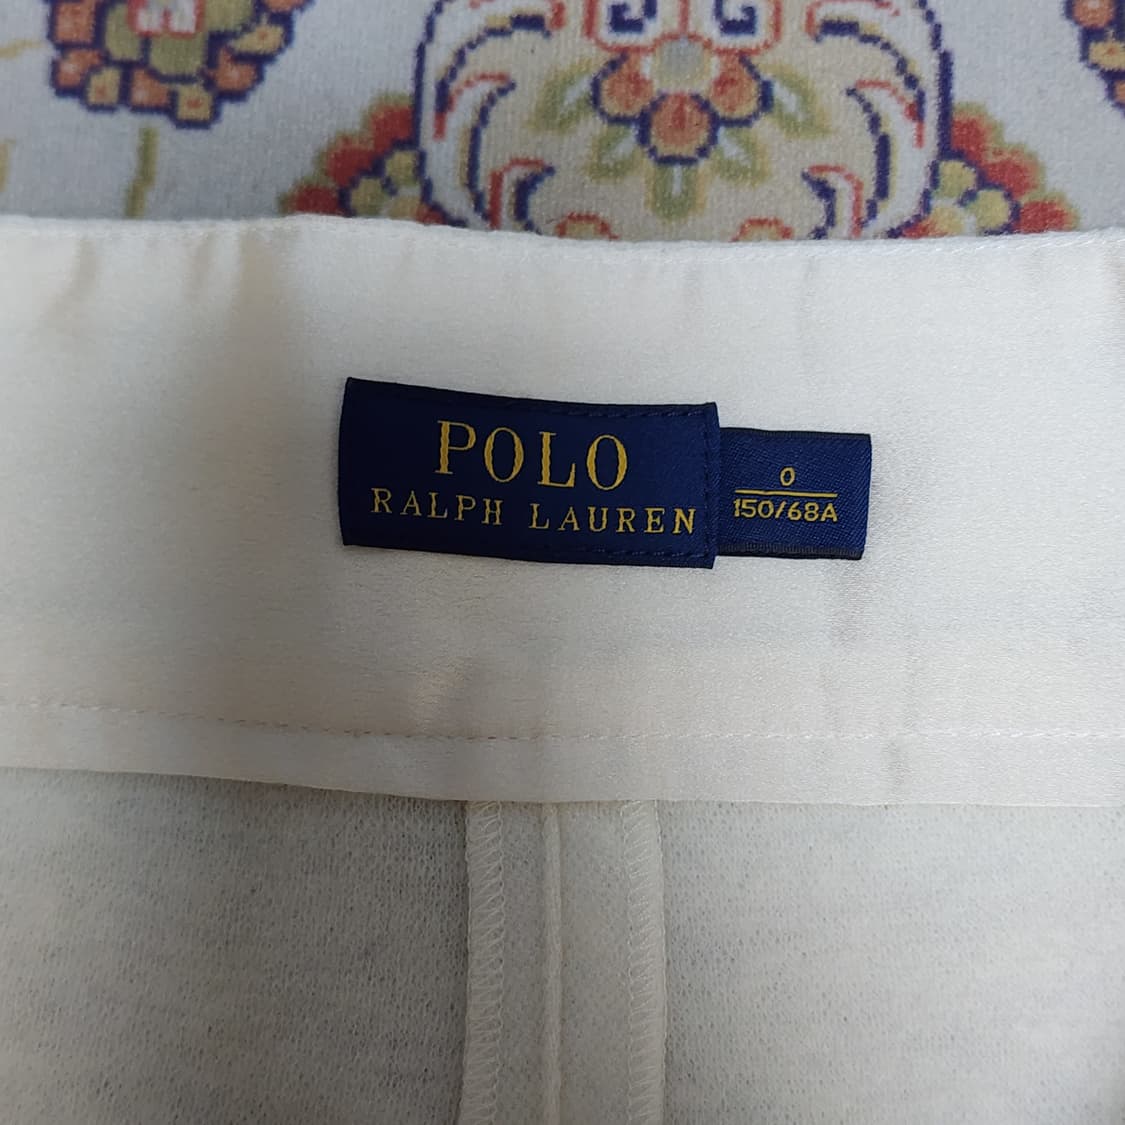 POLO
RALPH LAUREN
0
150/68A